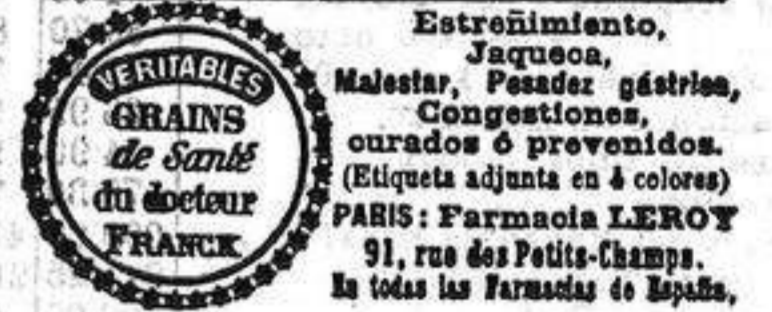 VERITABLES
GRAINS
de Santé
du docteur
FRANCK
Estreñimiento,
Jaqueca,
Malestar, Pesadez gástrica,
Congestiones,
curados ó prevenidos.
(Etiqueta adjunta en 4 colores)
PARIS: Farmacia LEROY
91, rue des Petits-Champs.
En todas las Farmacias de España,